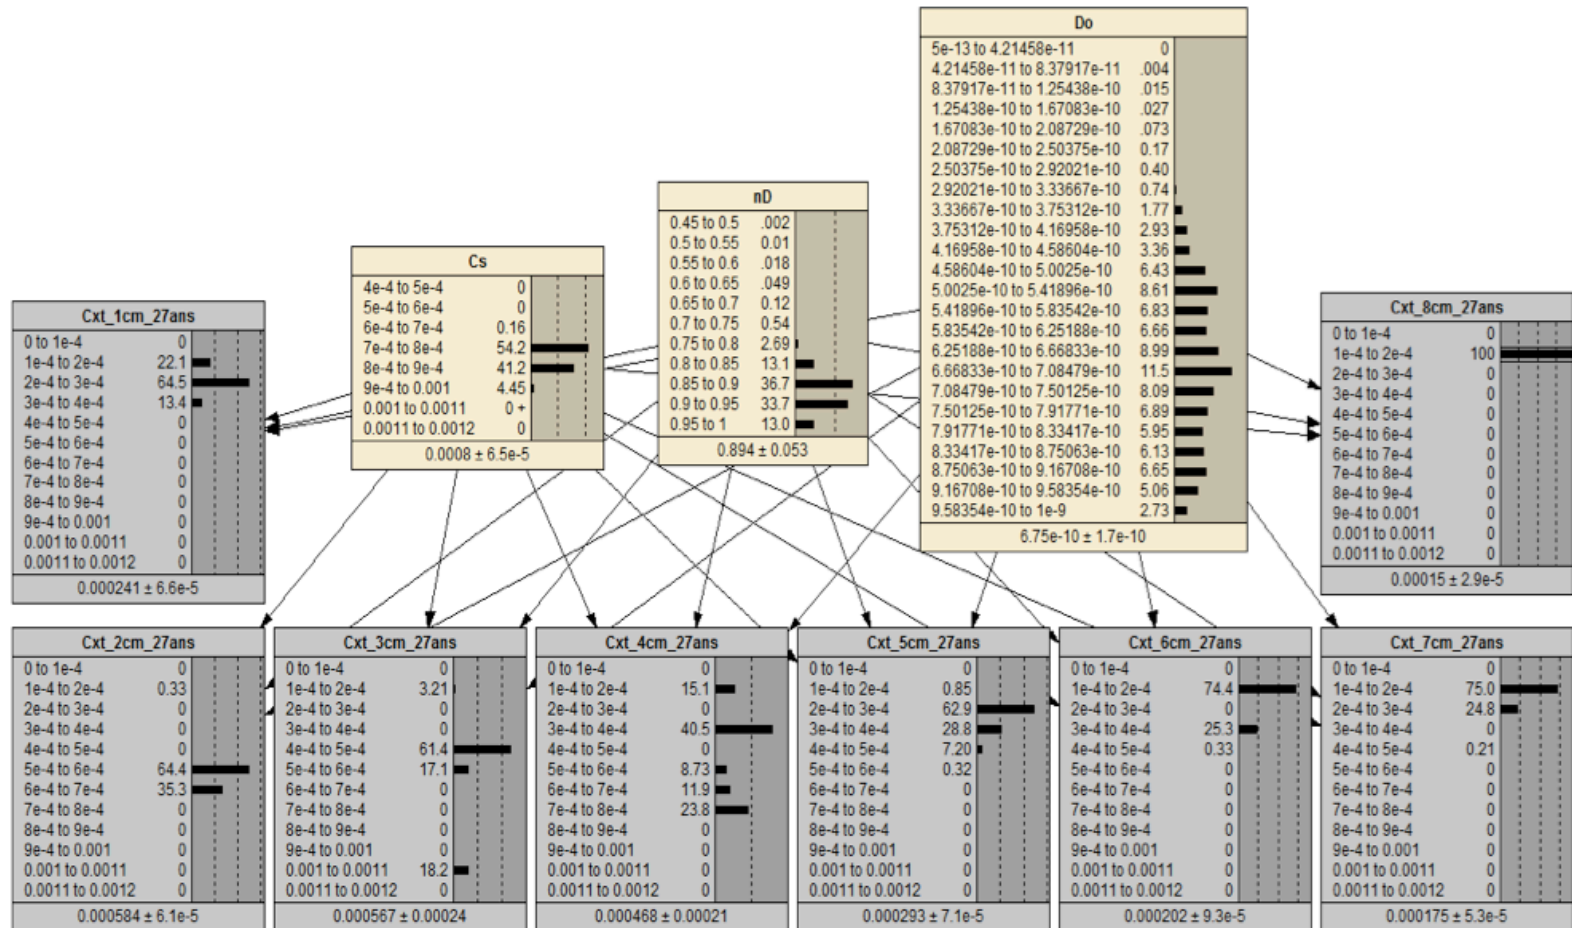 Do
5e-13 to 4.21458e-11 0
4.21458e-11 to 8.37917e-11 .004
8.37917e-11 to 1.25438e-10 .015
1.25438e-10 to 1.67083e-10 .027
1.67083e-10 to 2.08729e-10 .073
2.08729e-10 to 2.50375e-10 0.17
2.50375e-10 to 2.92021e-10 0.40
2.92021e-10 to 3.33667e-10 0.74
3.33667e-10 to 3.75312e-10 1.77
3.75312e-10 to 4.16958e-10 2.93
4.16958e-10 to 4.58604e-10 3.36
4.58604e-10 to 5.0025e-10 6.43
5.0025e-10 to 5.41896e-10 8.61
5.41896e-10 to 5.83542e-10 6.83
5.83542e-10 to 6.25188e-10 6.66
6.25188e-10 to 6.66833e-10 8.99
6.66833e-10 to 7.08479e-10 11.5
7.08479e-10 to 7.50125e-10 8.09
7.50125e-10 to 7.91771e-10 6.89
7.91771e-10 to 8.33417e-10 5.95
8.33417e-10 to 8.75063e-10 6.13
8.75063e-10 to 9.16708e-10 6.65
9.16708e-10 to 9.58354e-10 5.06
9.58354e-10 to 1e-9 2.73
6.75e-10 ± 1.7e-10
nD
0.45 to 0.5 .002
0.5 to 0.55 0.01
0.55 to 0.6 .018
0.6 to 0.65 .049
0.65 to 0.7 0.12
0.7 to 0.75 0.54
0.75 to 0.8 2.69
0.8 to 0.85 13.1
0.85 to 0.9 36.7
0.9 to 0.95 33.7
0.95 to 1 13.0
0.894 ± 0.053
Cs
4e-4 to 5e-4 0
5e-4 to 6e-4 0
6e-4 to 7e-4 0.16
7e-4 to 8e-4 54.2
8e-4 to 9e-4 41.2
9e-4 to 0.001 4.45
0.001 to 0.0011 0 +
0.0011 to 0.0012 0
0.0008 ± 6.5e-5
Cxt_1cm_27ans
0 to 1e-4 0
1e-4 to 2e-4 22.1
2e-4 to 3e-4 64.5
3e-4 to 4e-4 13.4
4e-4 to 5e-4 0
5e-4 to 6e-4 0
6e-4 to 7e-4 0
7e-4 to 8e-4 0
8e-4 to 9e-4 0
9e-4 to 0.001 0
0.001 to 0.0011 0
0.0011 to 0.0012 0
0.000241 ± 6.6e-5
Cxt_8cm_27ans
0 to 1e-4 0
1e-4 to 2e-4 100
2e-4 to 3e-4 0
3e-4 to 4e-4 0
4e-4 to 5e-4 0
5e-4 to 6e-4 0
6e-4 to 7e-4 0
7e-4 to 8e-4 0
8e-4 to 9e-4 0
9e-4 to 0.001 0
0.001 to 0.0011 0
0.0011 to 0.0012 0
0.00015 ± 2.9e-5
Cxt_2cm_27ans
0 to 1e-4 0
1e-4 to 2e-4 0.33
2e-4 to 3e-4 0
3e-4 to 4e-4 0
4e-4 to 5e-4 0
5e-4 to 6e-4 64.4
6e-4 to 7e-4 35.3
7e-4 to 8e-4 0
8e-4 to 9e-4 0
9e-4 to 0.001 0
0.001 to 0.0011 0
0.0011 to 0.0012 0
0.000584 ± 6.1e-5
Cxt_3cm_27ans
0 to 1e-4 0
1e-4 to 2e-4 3.21
2e-4 to 3e-4 0
3e-4 to 4e-4 0
4e-4 to 5e-4 61.4
5e-4 to 6e-4 17.1
6e-4 to 7e-4 0
7e-4 to 8e-4 0
8e-4 to 9e-4 0
9e-4 to 0.001 0
0.001 to 0.0011 18.2
0.0011 to 0.0012 0
0.000567 ± 0.00024
Cxt_4cm_27ans
0 to 1e-4 0
1e-4 to 2e-4 15.1
2e-4 to 3e-4 0
3e-4 to 4e-4 40.5
4e-4 to 5e-4 0
5e-4 to 6e-4 8.73
6e-4 to 7e-4 11.9
7e-4 to 8e-4 23.8
8e-4 to 9e-4 0
9e-4 to 0.001 0
0.001 to 0.0011 0
0.0011 to 0.0012 0
0.000468 ± 0.00021
Cxt_5cm_27ans
0 to 1e-4 0
1e-4 to 2e-4 0.85
2e-4 to 3e-4 62.9
3e-4 to 4e-4 28.8
4e-4 to 5e-4 7.20
5e-4 to 6e-4 0.32
6e-4 to 7e-4 0
7e-4 to 8e-4 0
8e-4 to 9e-4 0
9e-4 to 0.001 0
0.001 to 0.0011 0
0.0011 to 0.0012 0
0.000293 ± 7.1e-5
Cxt_6cm_27ans
0 to 1e-4 0
1e-4 to 2e-4 74.4
2e-4 to 3e-4 0
3e-4 to 4e-4 25.3
4e-4 to 5e-4 0.33
5e-4 to 6e-4 0
6e-4 to 7e-4 0
7e-4 to 8e-4 0
8e-4 to 9e-4 0
9e-4 to 0.001 0
0.001 to 0.0011 0
0.0011 to 0.0012 0
0.000202 ± 9.3e-5
Cxt_7cm_27ans
0 to 1e-4 0
1e-4 to 2e-4 75.0
2e-4 to 3e-4 24.8
3e-4 to 4e-4 0
4e-4 to 5e-4 0.21
5e-4 to 6e-4 0
6e-4 to 7e-4 0
7e-4 to 8e-4 0
8e-4 to 9e-4 0
9e-4 to 0.001 0
0.001 to 0.0011 0
0.0011 to 0.0012 0
0.000175 ± 5.3e-5